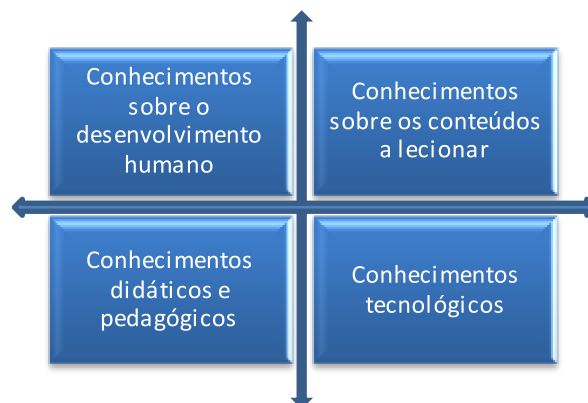 Conhecimentos
sobre o
desenvolvimento
humano
Conhecimentos
sobre os conteúdos
a lecionar
Conhecimentos
didáticos e
pedagógicos
Conhecimentos
tecnológicos